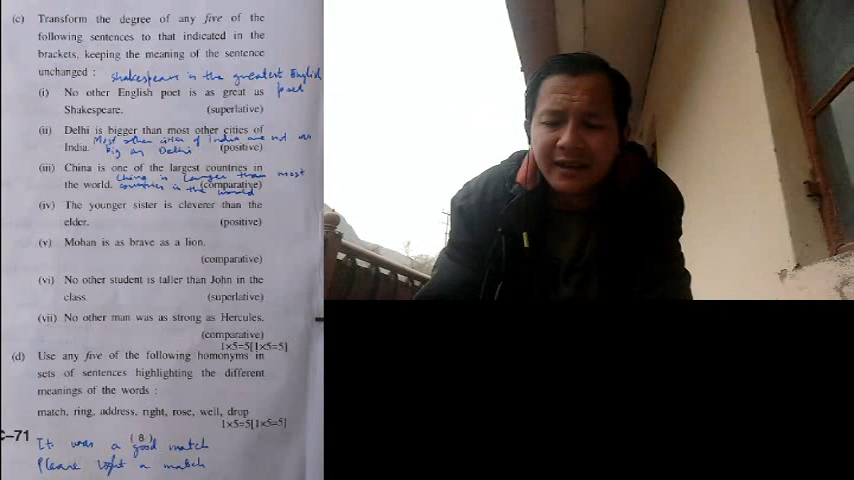 (c) Transform the degree of any five of the
following sentences to that indicated in the
brackets, keeping the meaning of the sentence
unchanged :
Shakespeare is the greatest English
poet
(i) No other English poet is as great as
Shakespeare. (superlative)
(ii) Delhi is bigger than most other cities of
Most other cities of India are not as
India. (positive)
big as Delhi
(iii) China is one of the largest countries in
China is larger than most
the world. (comparative)
countries in the world
(iv) The younger sister is cleverer than the
elder. (positive)
(v) Mohan is as brave as a lion.
(comparative)
(vi) No other student is taller than John in the
class. (superlative)
(vii) No other man was as strong as Hercules.
(comparative)
1×5=5[1×5=5]
(d) Use any five of the following homonyms in
sets of sentences highlighting the different
meanings of the words :
match, ring, address, right, rose, well, drop
1×5=5[1×5=5]
C–71 (8)
It was a good match
Please light a match